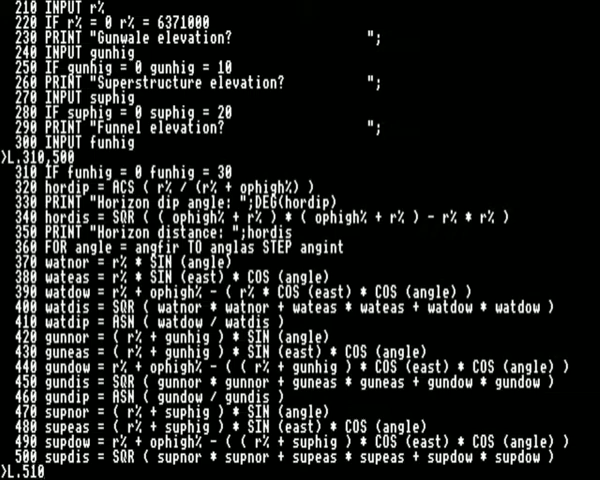 210 INPUT r%
220 IF r% = 0 r% = 6371000
230 PRINT "Gunwale elevation?                  ";
240 INPUT gunhig
250 IF gunhig = 0 gunhig = 10
260 PRINT "Superstructure elevation?           ";
270 INPUT suphig
280 IF suphig = 0 suphig = 20
290 PRINT "Funnel elevation?                   ";
300 INPUT funhig
>L.310,500
310 IF funhig = 0 funhig = 30
320 hordip = ACS ( r% / (r% + ophigh%) )
330 PRINT "Horizon dip angle: ";DEG(hordip)
340 hordis = SQR ( ( ophigh% + r% ) * ( ophigh% + r% ) - r% * r% )
350 PRINT "Horizon distance: ";hordis
360 FOR angle = angfir TO anglas STEP angint
370 watnor = r% * SIN (angle)
380 wateas = r% * SIN (east) * COS (angle)
390 watdow = r% + ophigh% - ( r% * COS (east) * COS (angle) )
400 watdis = SQR ( watnor * watnor + wateas * wateas + watdow * watdow )
410 watdip = ASN ( watdow / watdis )
420 gunnor = ( r% + gunhig ) * SIN (angle)
430 guneas = ( r% + gunhig ) * SIN (east) * COS (angle)
440 gundow = r% + ophigh% - ( ( r% + gunhig ) * COS (east) * COS (angle) )
450 gundis = SQR ( gunnor * gunnor + guneas * guneas + gundow * gundow )
460 gundip = ASN ( gundow / gundis )
470 supnor = ( r% + suphig ) * SIN (angle)
480 supeas = ( r% + suphig ) * SIN (east) * COS (angle)
490 supdow = r% + ophigh% - ( ( r% + suphig ) * COS (east) * COS (angle) )
500 supdis = SQR ( supnor * supnor + supeas * supeas + supdow * supdow )
>L.510